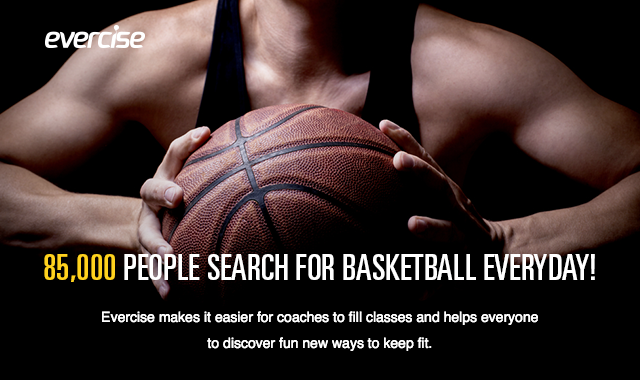 evercise
85,000 PEOPLE SEARCH FOR BASKETBALL EVERYDAY!
Evercise makes it easier for coaches to fill classes and helps everyone
to discover fun new ways to keep fit.